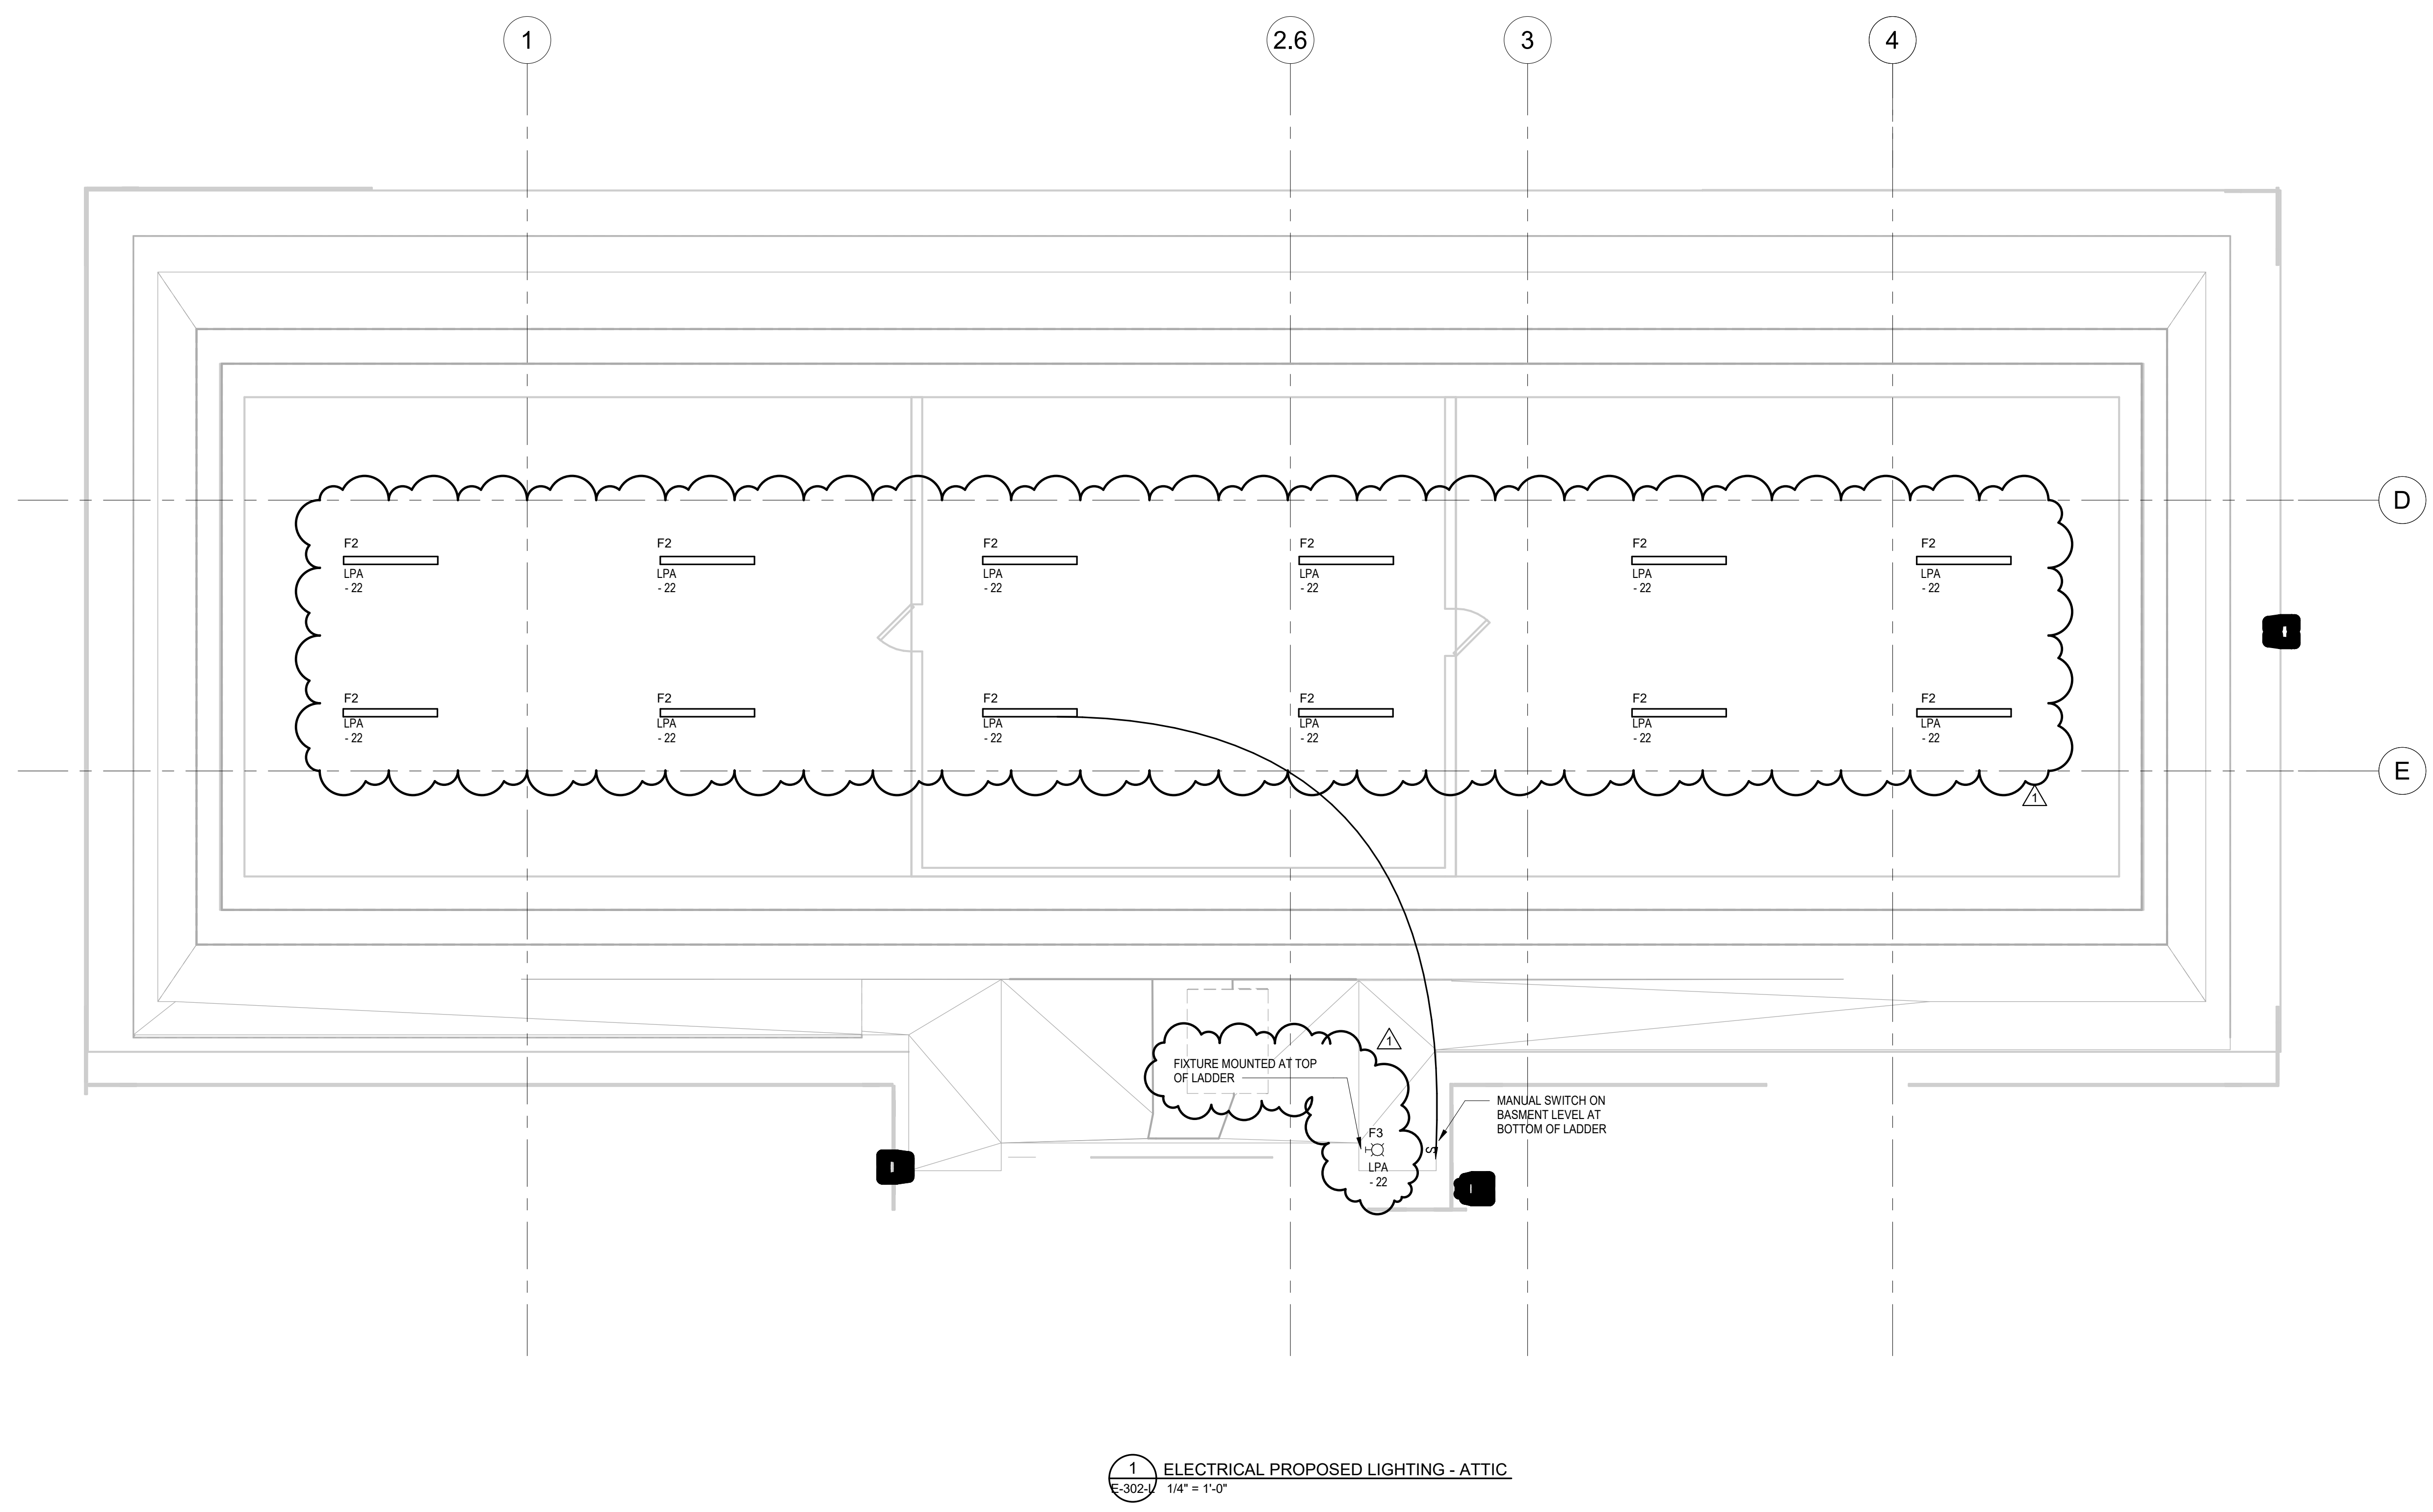 1
2.6
3
4
D
F2
F2
F2
F2
F2
F2
LPA
LPA
LPA
LPA
LPA
LPA
- 22
- 22
- 22
- 22
- 22
- 22
F2
F2
F2
F2
F2
F2
LPA
LPA
LPA
LPA
LPA
LPA
- 22
- 22
- 22
- 22
- 22
- 22
E
1
1
FIXTURE MOUNTED AT TOP
OF LADDER
MANUAL SWITCH ON
BASMENT LEVEL AT
BOTTOM OF LADDER
F3
S
LPA
- 22
1
ELECTRICAL PROPOSED LIGHTING - ATTIC
E-302-L
1/4" = 1'-0"